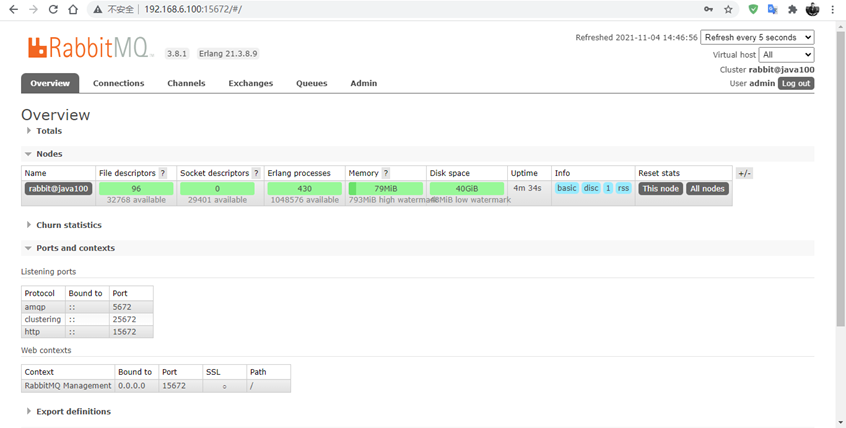 不安全 192.168.6.100:15672/#/
RabbitMQ TM 3.8.1 Erlang 21.3.8.9
Refreshed 2021-11-04 14:46:56 Refresh every 5 seconds
Virtual host All
Cluster rabbit@java100
User admin Log out
Overview Connections Channels Exchanges Queues Admin
Overview
Totals
Nodes
Name File descriptors ? Socket descriptors ? Erlang processes Memory ? Disk space Uptime Info Reset stats +/-
rabbit@java100 96 0 430 79MiB 40GiB 4m 34s basic disc 1 rss This node All nodes
32768 available 29401 available 1048576 available 793MiB high watermark 48MiB low watermark
Churn statistics
Ports and contexts
Listening ports
Protocol Bound to Port
amqp :: 5672
clustering :: 25672
http :: 15672
Web contexts
Context Bound to Port SSL Path
RabbitMQ Management 0.0.0.0 15672 ○ /
Export definitions